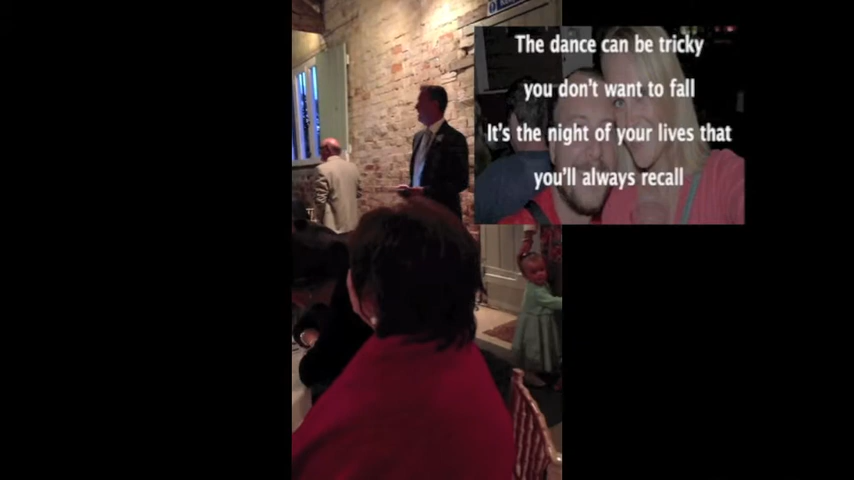 The dance can be tricky
you don't want to fall
It's the night of your lives that
you'll always recall